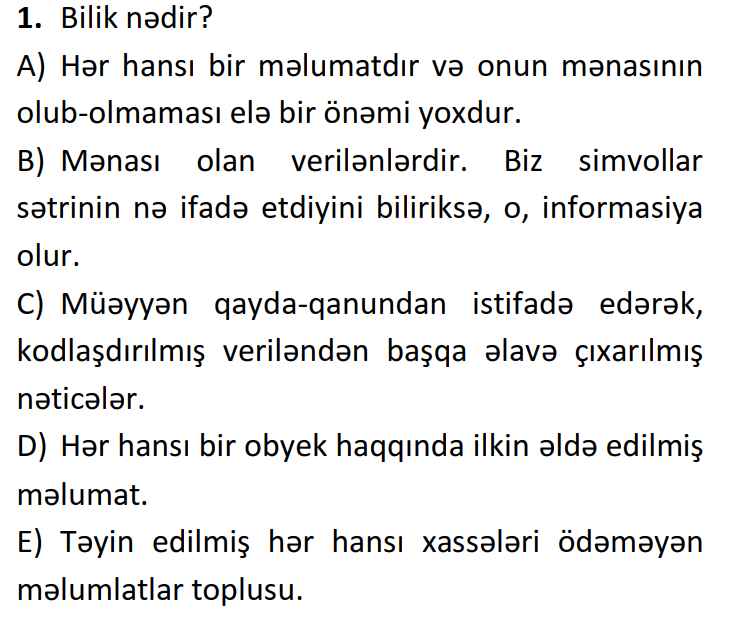 1. Bilik nədir?
A) Hər hansı bir məlumatdır və onun mənasının
olub-olmaması elə bir önəmi yoxdur.
B) Mənası olan verilənlərdir. Biz simvollar
sətrinin nə ifadə etdiyini biliriksə, o, informasiya
olur.
C) Müəyyən qayda-qanundan istifadə edərək,
kodlaşdırılmış veriləndən başqa əlavə çıxarılmış
nəticələr.
D) Hər hansı bir obyek haqqında ilkin əldə edilmiş
məlumat.
E) Təyin edilmiş hər hansı xassələri ödəməyən
məlumlatlar toplusu.